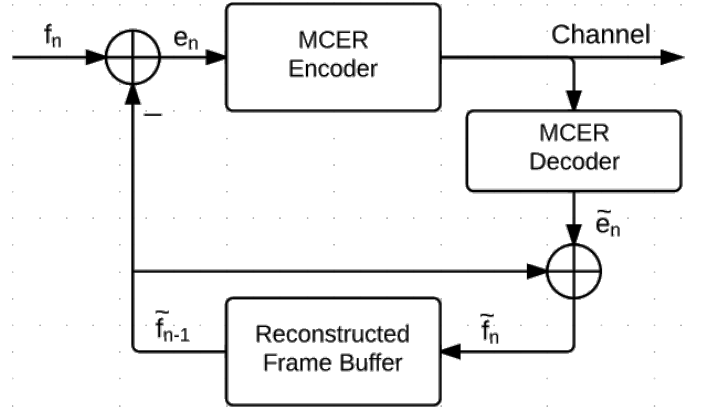 fₙ
eₙ
MCER
Encoder
Channel
−
MCER
Decoder
ẽₙ
f̃ₙ₋₁
Reconstructed
Frame Buffer
f̃ₙ